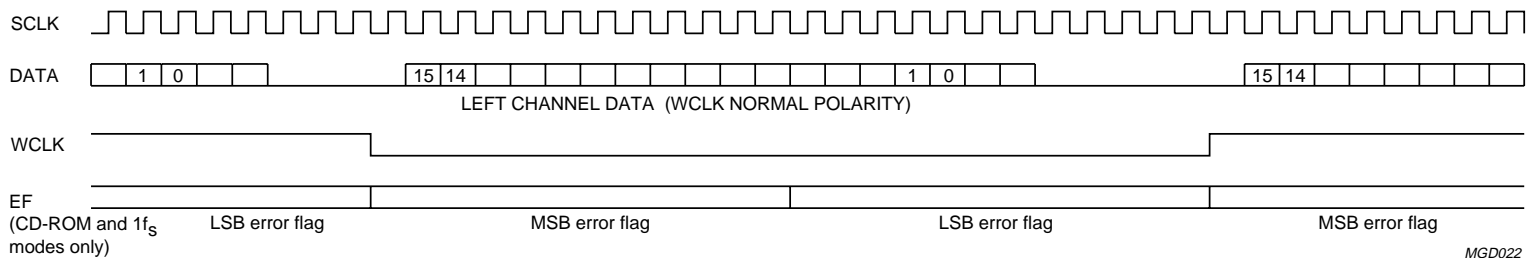 SCLK
DATA 1 0 15 14 1 0 15 14
LEFT CHANNEL DATA (WCLK NORMAL POLARITY)
WCLK
EF
(CD-ROM and 1fs
modes only)
LSB error flag MSB error flag LSB error flag MSB error flag
MGD022